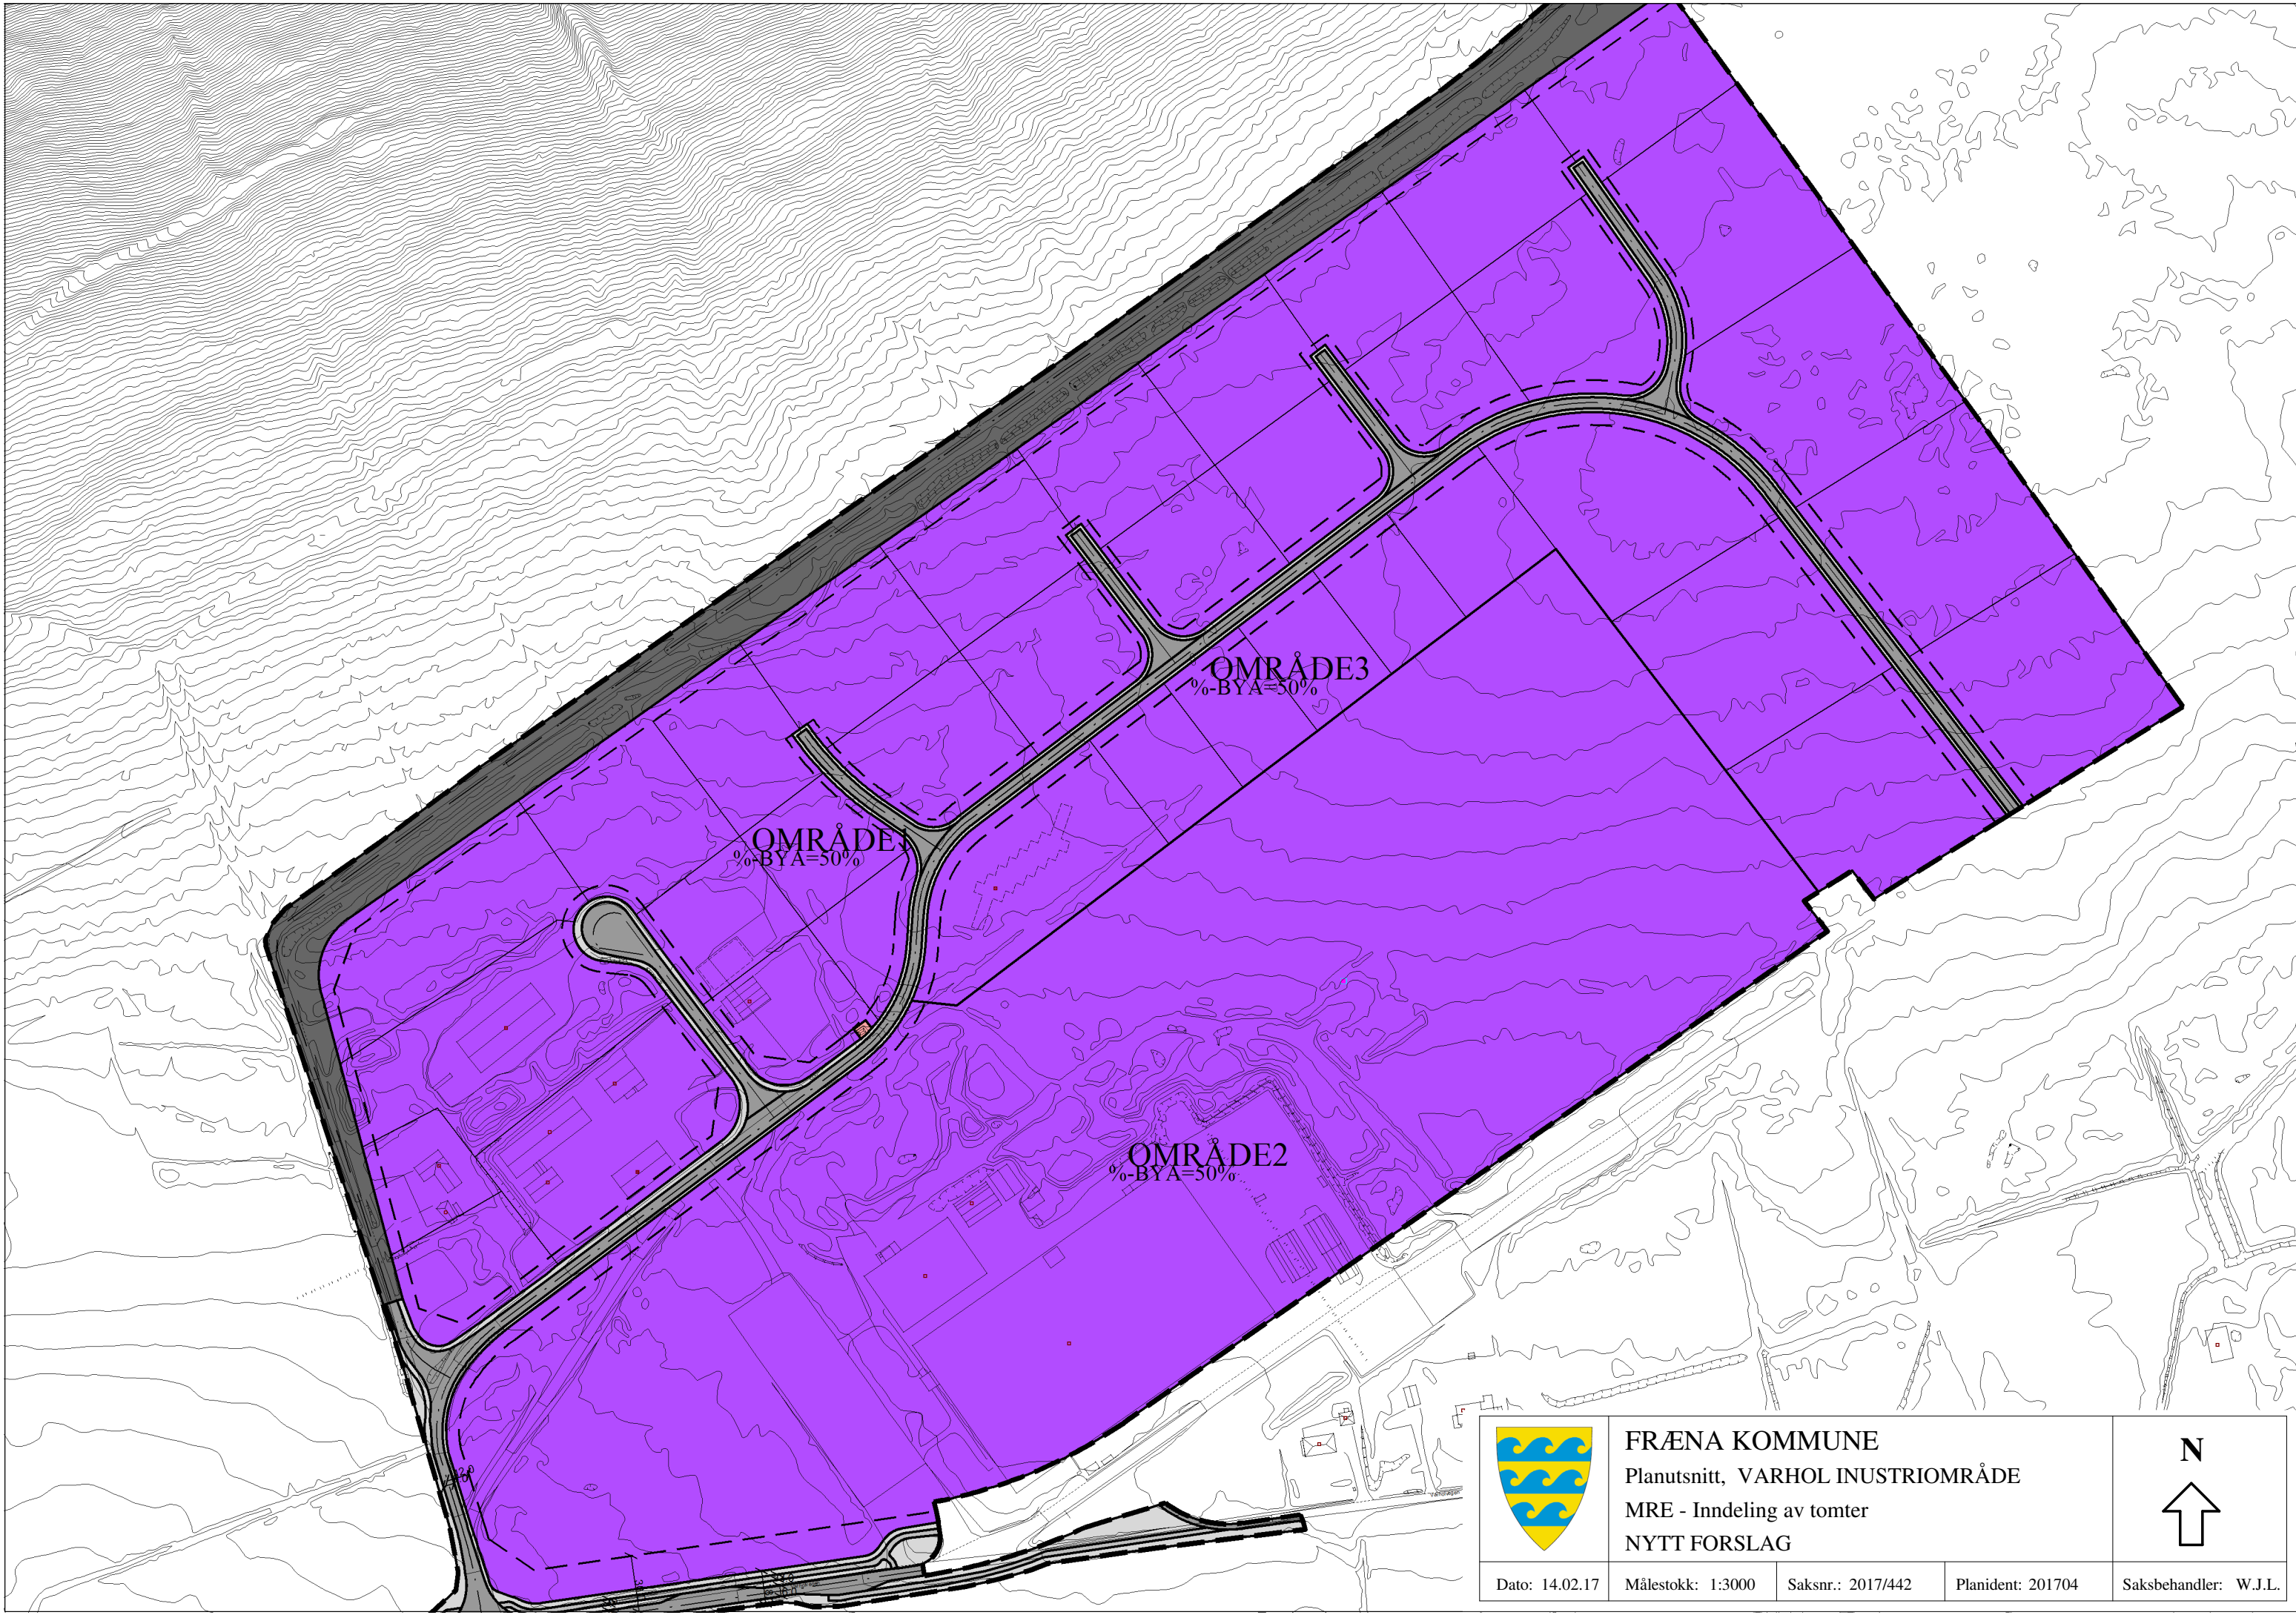 OMRÅDE3
%-BYA=50%
OMRÅDE1
%-BYA=50%
OMRÅDE2
%-BYA=50%
FRÆNA KOMMUNE
Planutsnitt, VARHOL INUSTRIOMRÅDE
MRE - Inndeling av tomter
NYTT FORSLAG
N
Dato: 14.02.17 Målestokk: 1:3000 Saksnr.: 2017/442 Planident: 201704 Saksbehandler: W.J.L.